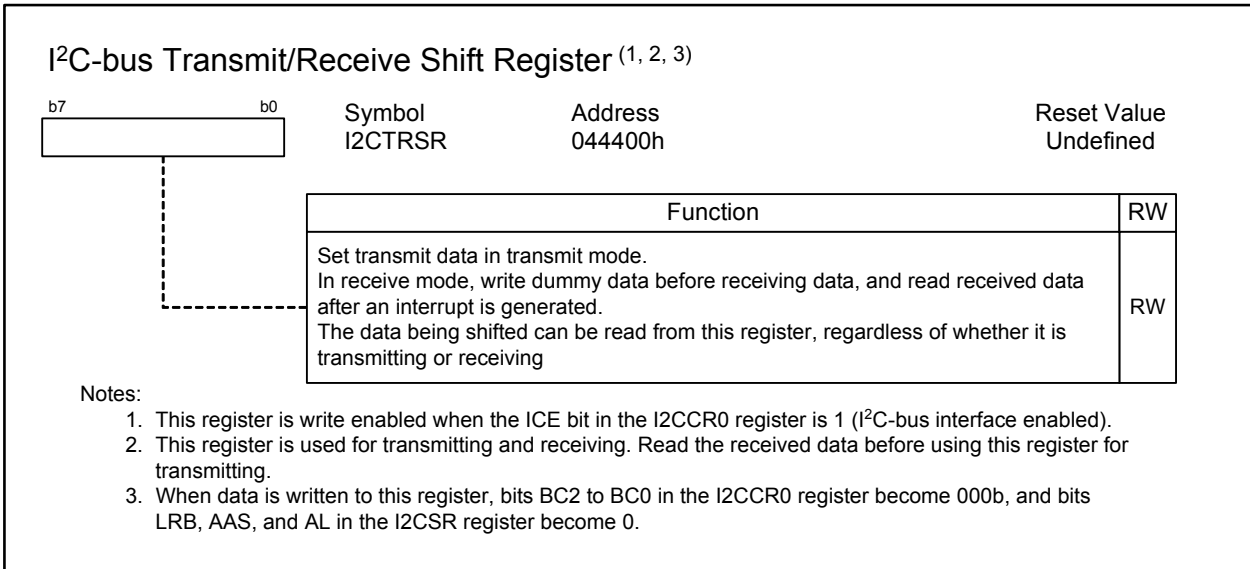 I²C-bus Transmit/Receive Shift Register (1, 2, 3)
b7 b0 Symbol Address Reset Value
I2CTRSR 044400h Undefined
Function RW
Set transmit data in transmit mode.
In receive mode, write dummy data before receiving data, and read received data
after an interrupt is generated.
The data being shifted can be read from this register, regardless of whether it is
transmitting or receiving
RW
Notes:
1. This register is write enabled when the ICE bit in the I2CCR0 register is 1 (I²C-bus interface enabled).
2. This register is used for transmitting and receiving. Read the received data before using this register for
transmitting.
3. When data is written to this register, bits BC2 to BC0 in the I2CCR0 register become 000b, and bits
LRB, AAS, and AL in the I2CSR register become 0.